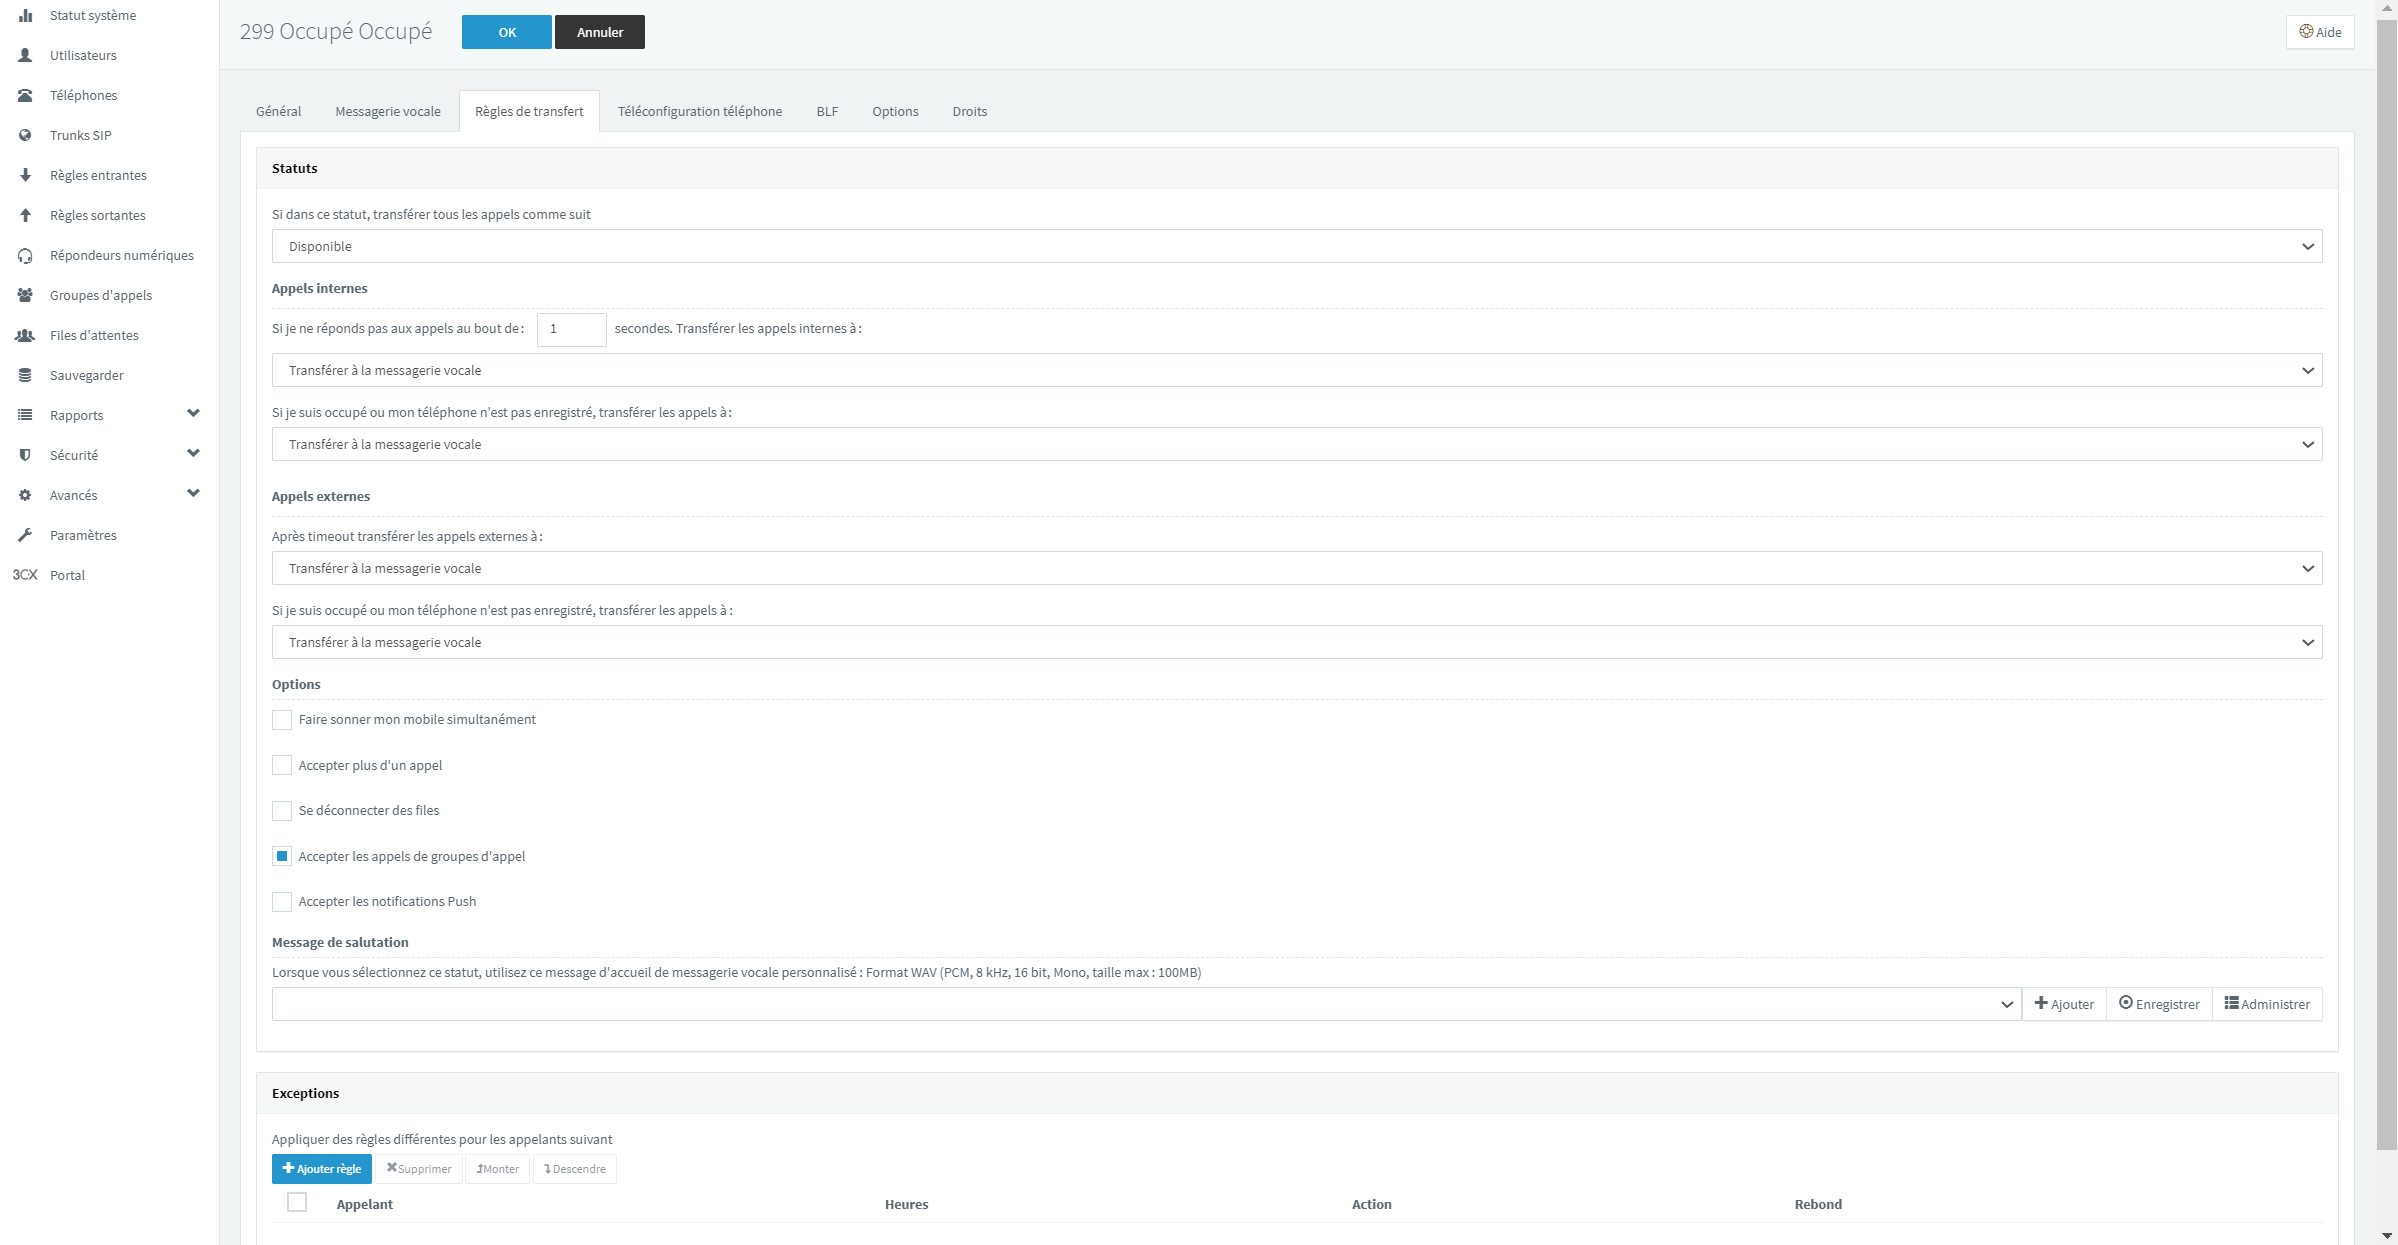 Statut système
Utilisateurs
Téléphones
Trunks SIP
Règles entrantes
Règles sortantes
Répondeurs numériques
Groupes d'appels
Files d'attentes
Sauvegarder
Rapports
Sécurité
Avancés
Paramètres
3CX Portal
299 Occupé Occupé OK Annuler Aide
Général Messagerie vocale Règles de transfert Téléconfiguration téléphone BLF Options Droits
Statuts
Si dans ce statut, transférer tous les appels comme suit
Disponible
Appels internes
Si je ne réponds pas aux appels au bout de : 1 secondes. Transférer les appels internes à :
Transférer à la messagerie vocale
Si je suis occupé ou mon téléphone n'est pas enregistré, transférer les appels à :
Transférer à la messagerie vocale
Appels externes
Après timeout transférer les appels externes à :
Transférer à la messagerie vocale
Si je suis occupé ou mon téléphone n'est pas enregistré, transférer les appels à :
Transférer à la messagerie vocale
Options
Faire sonner mon mobile simultanément
Accepter plus d'un appel
Se déconnecter des files
Accepter les appels de groupes d'appel
Accepter les notifications Push
Message de salutation
Lorsque vous sélectionnez ce statut, utilisez ce message d'accueil de messagerie vocale personnalisé : Format WAV (PCM, 8 kHz, 16 bit, Mono, taille max : 100MB)
Ajouter Enregistrer Administrer
Exceptions
Appliquer des règles différentes pour les appelants suivant
Ajouter règle Supprimer Monter Descendre
Appelant Heures Action Rebond